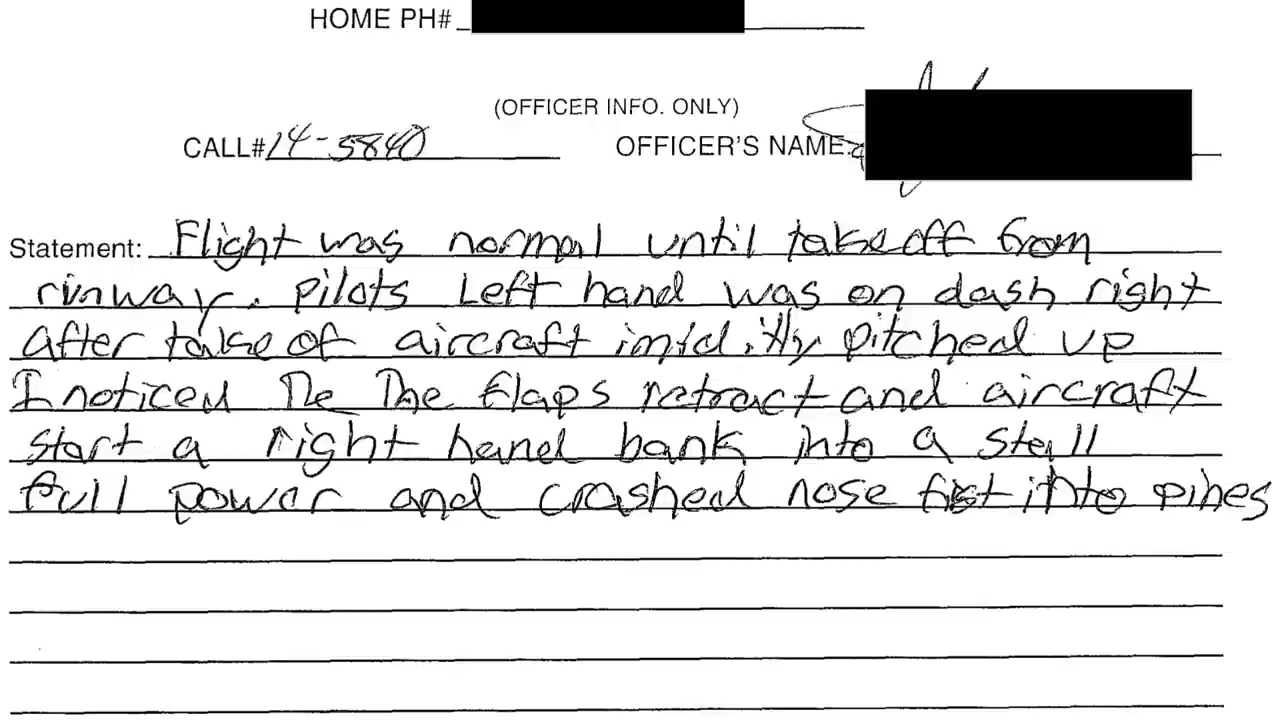 HOME PH#
(OFFICER INFO. ONLY)
CALL# 14-5840 OFFICER'S NAME:
Statement: Flight was normal until takeoff from
runway. Pilots Left hand was on dash right
after take of aircraft pitched up
I noticed The The flaps retract and aircraft
start a right hand bank into a stall
full power and crashed nose first into pines